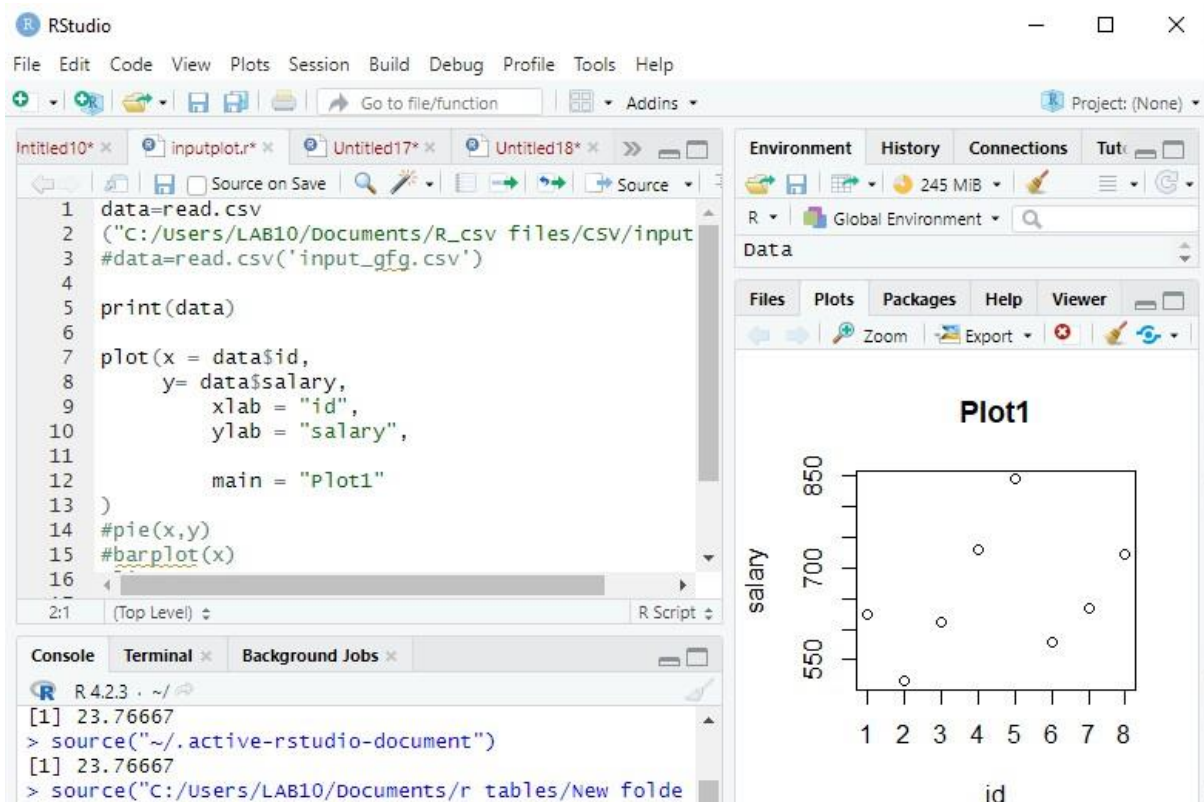 RStudio
File Edit Code View Plots Session Build Debug Profile Tools Help
Go to file/function Addins Project: (None)
Intitled10* inputplot.r* Untitled17* Untitled18*
Source on Save Source
1 data=read.csv
2 ("C:/Users/LAB10/Documents/R_csv files/CSV/input
3 #data=read.csv('input_gfg.csv')
4
5 print(data)
6
7 plot(x = data$id,
8 y= data$salary,
9 xlab = "id",
10 ylab = "salary",
11
12 main = "Plot1"
13 )
14 #pie(x,y)
15 #barplot(x)
16
2:1 (Top Level) R Script
Console Terminal Background Jobs
R 4.2.3 · ~/
[1] 23.76667
> source("~/.active-rstudio-document")
[1] 23.76667
> source("C:/Users/LAB10/Documents/r tables/New folde
Environment History Connections Tut
245 MiB
R Global Environment
Data
Files Plots Packages Help Viewer
Zoom Export
Plot1
salary
850
700
550
1 2 3 4 5 6 7 8
id